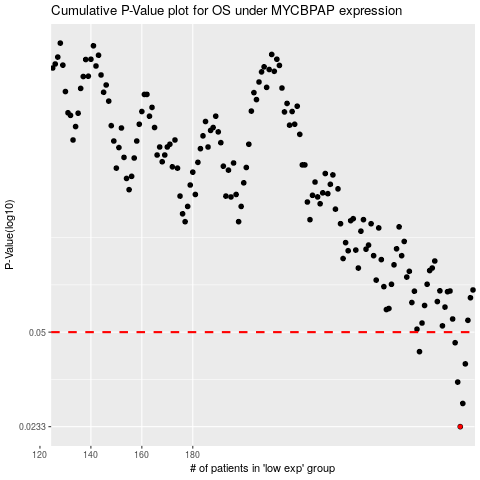 Cumulative P-Value plot for OS under MYCBPAP expression
P-Value(log10)
0.05
0.0233
120 140 160 180
# of patients in 'low exp' group